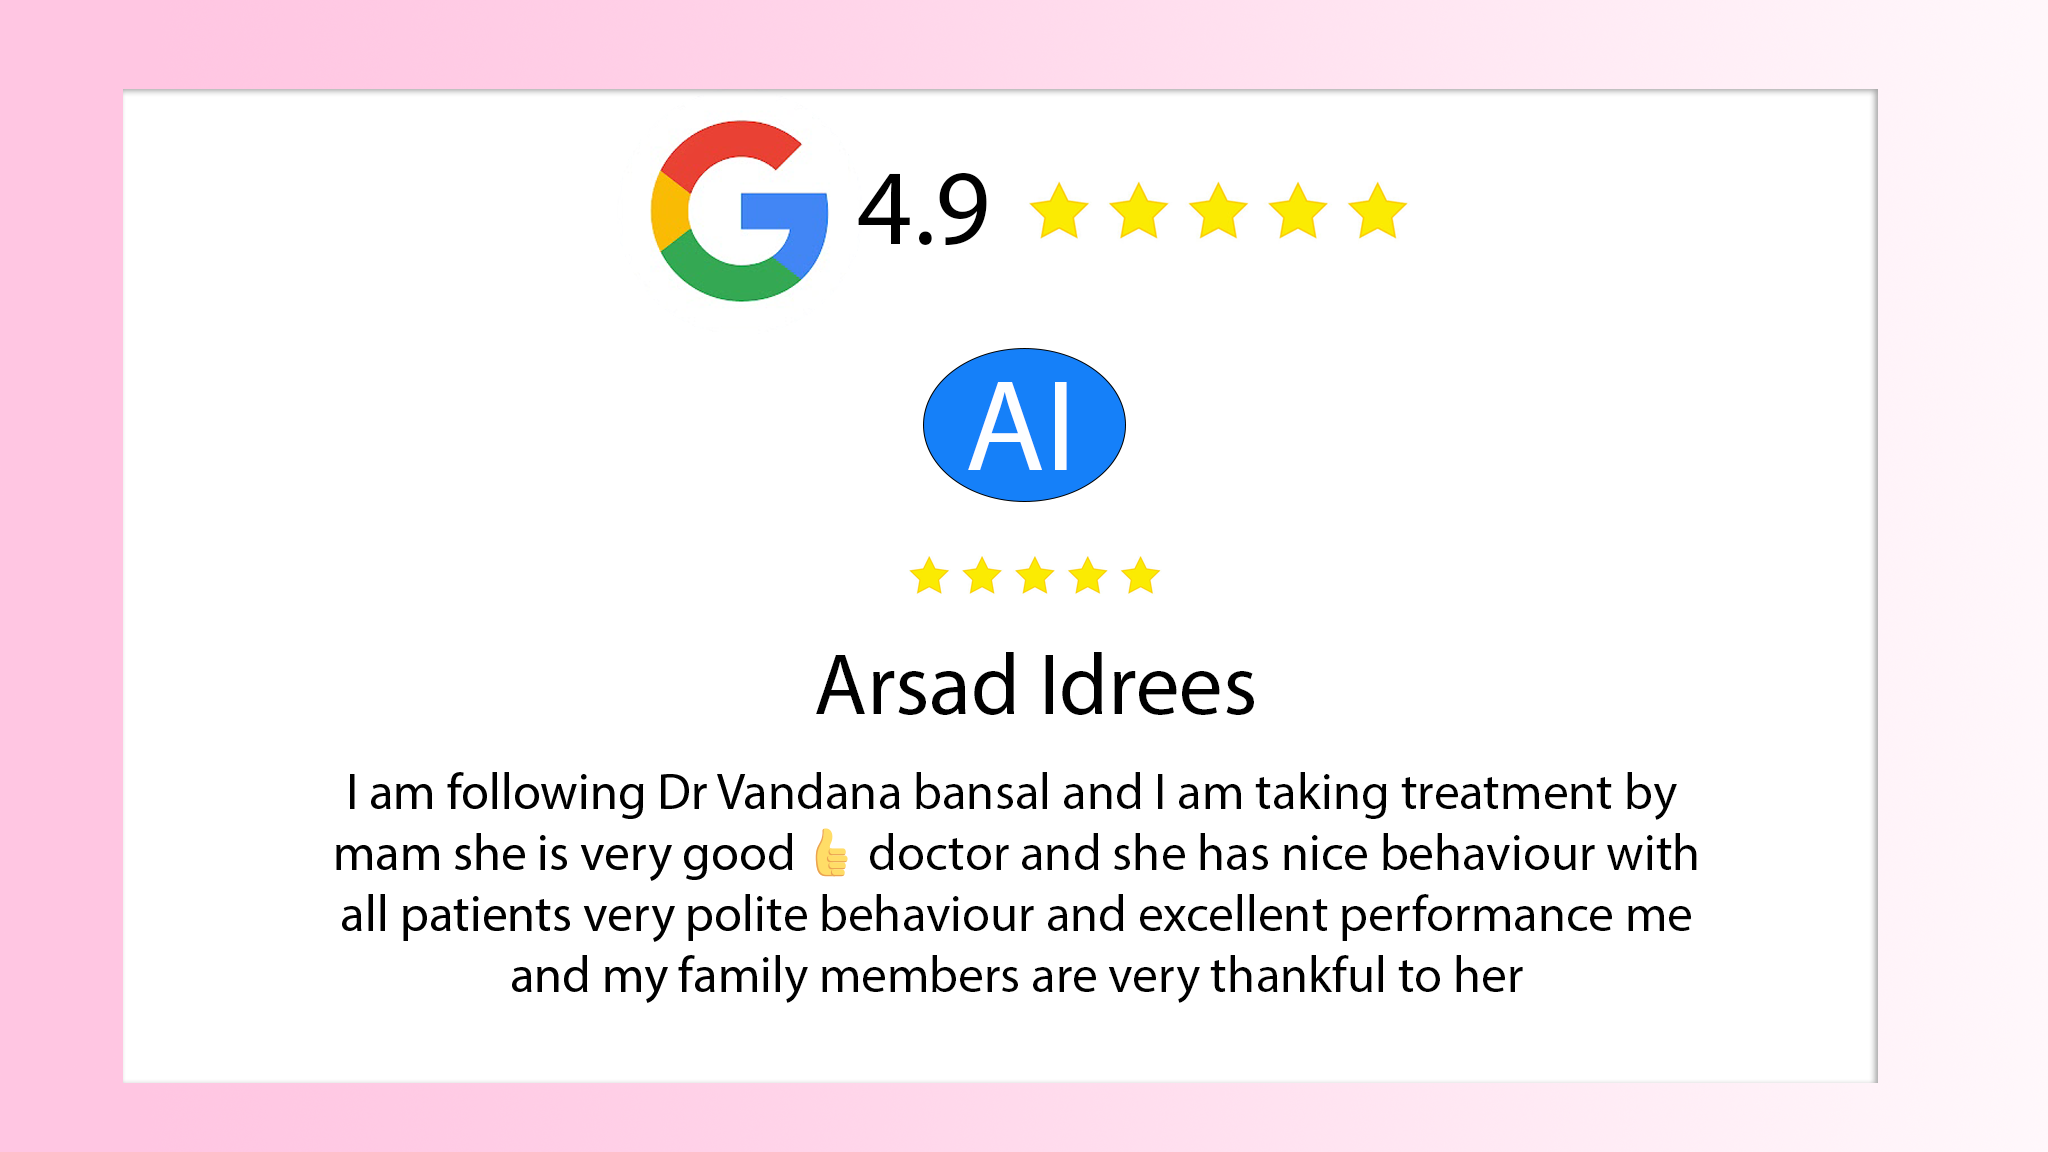 G 4.9
AI
Arsad Idrees
I am following Dr Vandana bansal and I am taking treatment by
mam she is very good 👍 doctor and she has nice behaviour with
all patients very polite behaviour and excellent performance me
and my family members are very thankful to her